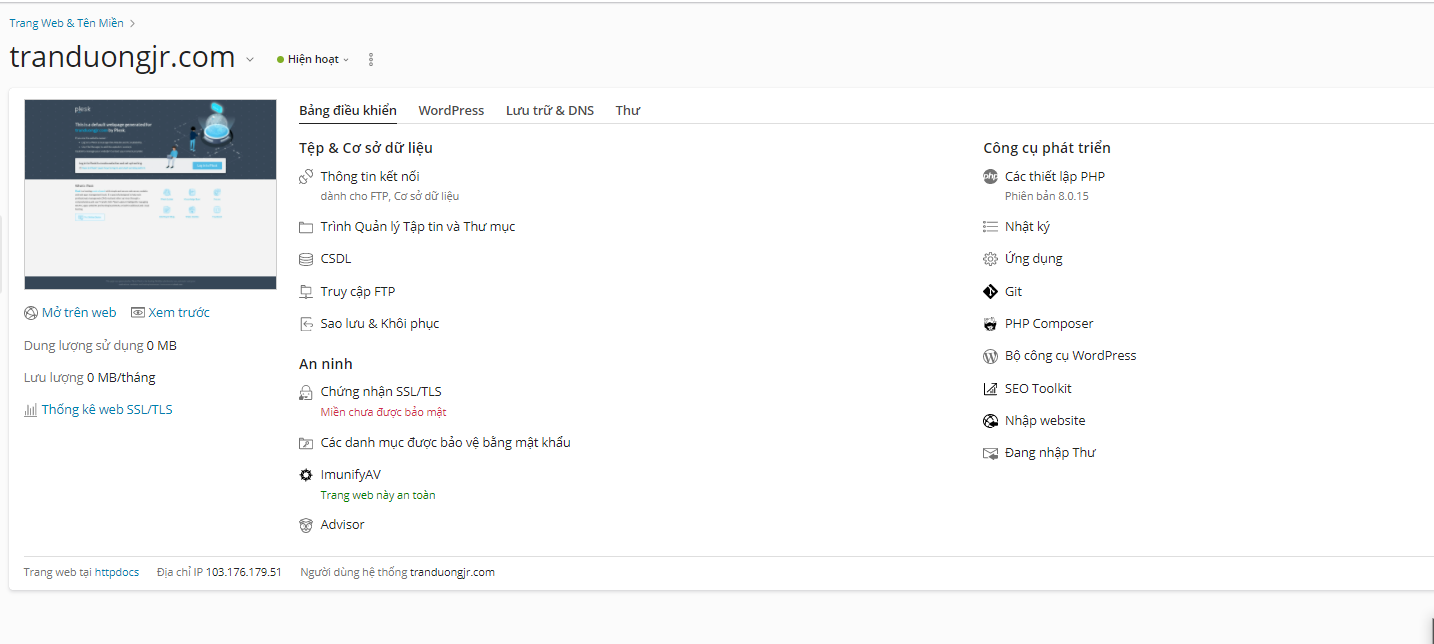 Trang Web & Tên Miền
tranduongjr.com
Hiện hoạt
plesk
This is a default webpage generated for
by Plesk
Bảng điều khiển WordPress Lưu trữ & DNS Thư
Tệp & Cơ sở dữ liệu
Thông tin kết nối
dành cho FTP, Cơ sở dữ liệu
Trình Quản lý Tập tin và Thư mục
CSDL
Truy cập FTP
Sao lưu & Khôi phục
An ninh
Chứng nhận SSL/TLS
Miền chưa được bảo mật
Các danh mục được bảo vệ bằng mật khẩu
ImunifyAV
Trang web này an toàn
Advisor
Công cụ phát triển
php
Các thiết lập PHP
Phiên bản 8.0.15
Nhật ký
Ứng dụng
Git
PHP Composer
Bộ công cụ WordPress
SEO Toolkit
Nhập website
Đang nhập Thư
Mở trên web Xem trước
Dung lượng sử dụng 0 MB
Lưu lượng 0 MB/tháng
Thống kê web SSL/TLS
Trang web tại httpdocs Địa chỉ IP 103.176.179.51 Người dùng hệ thống tranduongjr.com